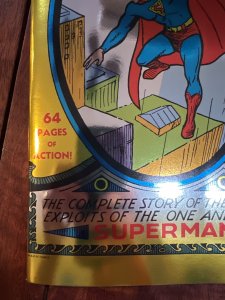 64
PAGES
OF
ACTION!
THE COMPLETE STORY OF THE
EXPLOITS OF THE ONE AND
SUPERMAN